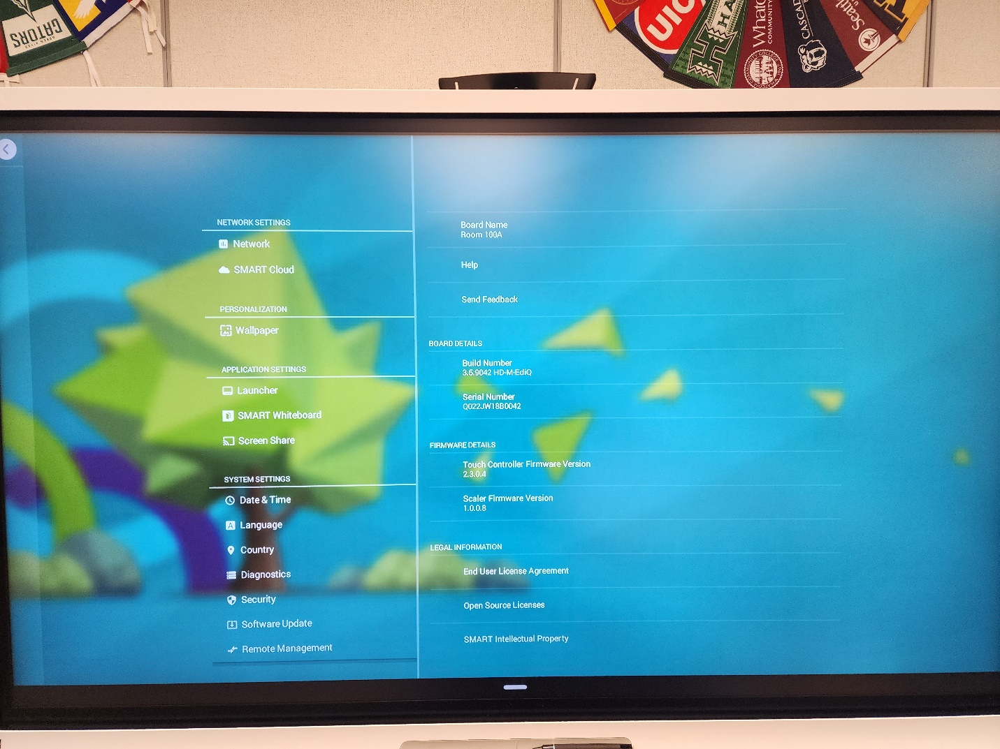 GREEN RIVER
GATORS
UIC
HA
H
Whatc
COMMUNITY
CASCAD
Seattle
U
NETWORK SETTINGS
Network
SMART Cloud
PERSONALIZATION
Wallpaper
APPLICATION SETTINGS
Launcher
SMART Whiteboard
Screen Share
SYSTEM SETTINGS
Date & Time
Language
Country
Diagnostics
Security
Software Update
Remote Management
Board Name
Room 100A
Help
Send Feedback
BOARD DETAILS
Build Number
3.6.9042 HD-M-EdiQ
Serial Number
Q022JW18B0042
FIRMWARE DETAILS
Touch Controller Firmware Version
2.3.0.4
Scaler Firmware Version
1.0.0.8
LEGAL INFORMATION
End User License Agreement
Open Source Licenses
SMART Intellectual Property